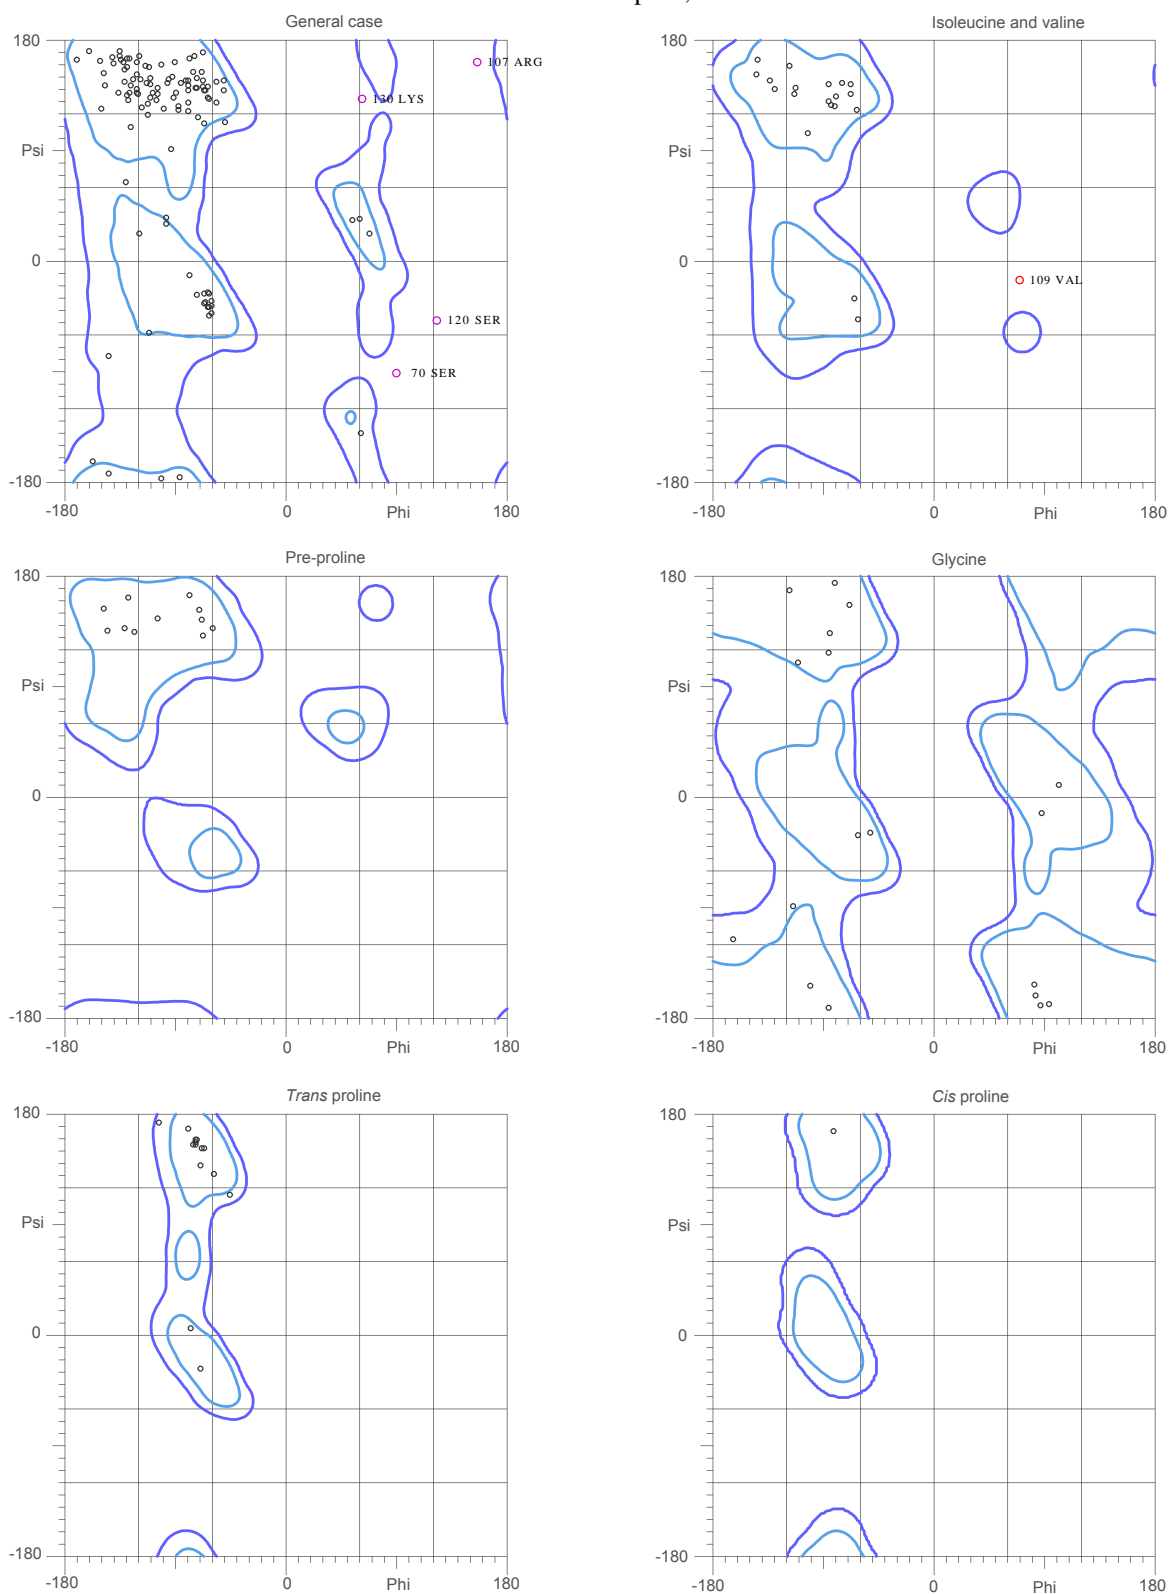 General case
Isoleucine and valine
180
Psi
0
-180
-180
0
Phi
180
107 ARG
130 LYS
120 SER
70 SER
180
Psi
0
-180
-180
0
Phi
180
109 VAL
Pre-proline
Glycine
180
Psi
0
-180
-180
0
Phi
180
180
Psi
0
-180
-180
0
Phi
180
Trans proline
Cis proline
180
Psi
0
-180
-180
0
Phi
180
180
Psi
0
-180
-180
0
Phi
180